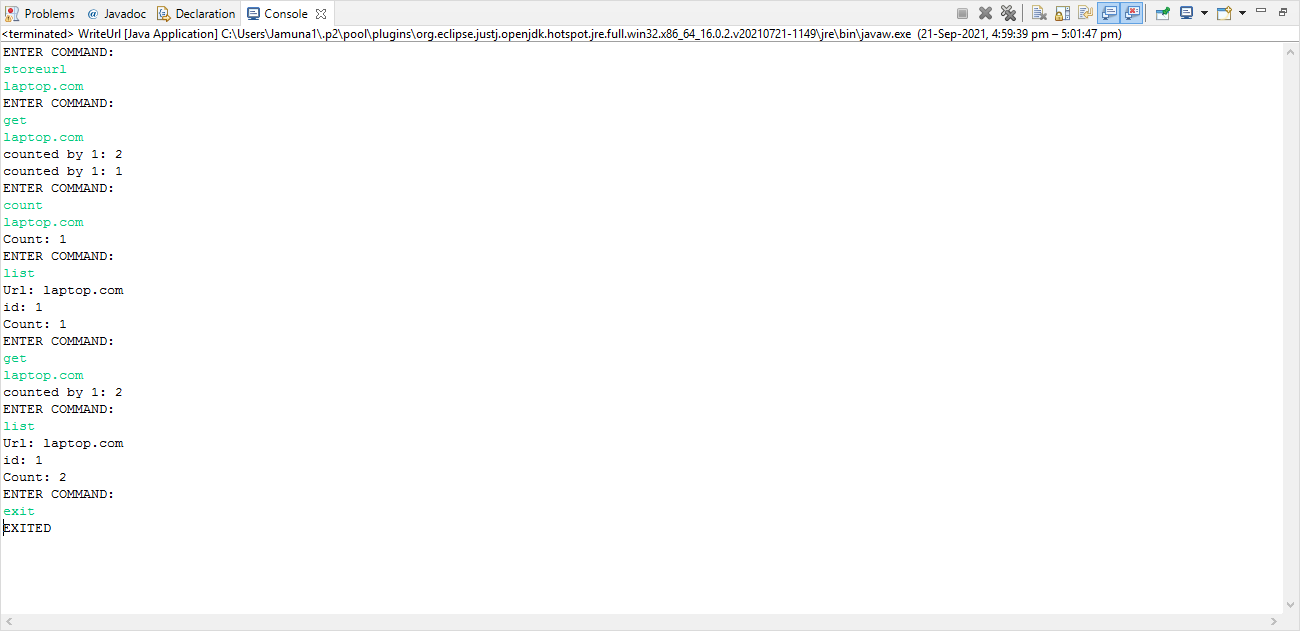 Problems @ Javadoc Declaration Console
<terminated> WriteUrl [Java Application] C:\Users\Jamuna1\.p2\pool\plugins\org.eclipse.justj.openjdk.hotspot.jre.full.win32.x86_64_16.0.2.v20210721-1149\jre\bin\javaw.exe (21-Sep-2021, 4:59:39 pm – 5:01:47 pm)
ENTER COMMAND:
storeurl
laptop.com
ENTER COMMAND:
get
laptop.com
counted by 1: 2
counted by 1: 1
ENTER COMMAND:
count
laptop.com
Count: 1
ENTER COMMAND:
list
Url: laptop.com
id: 1
Count: 1
ENTER COMMAND:
get
laptop.com
counted by 1: 2
ENTER COMMAND:
list
Url: laptop.com
id: 1
Count: 2
ENTER COMMAND:
exit
EXITED